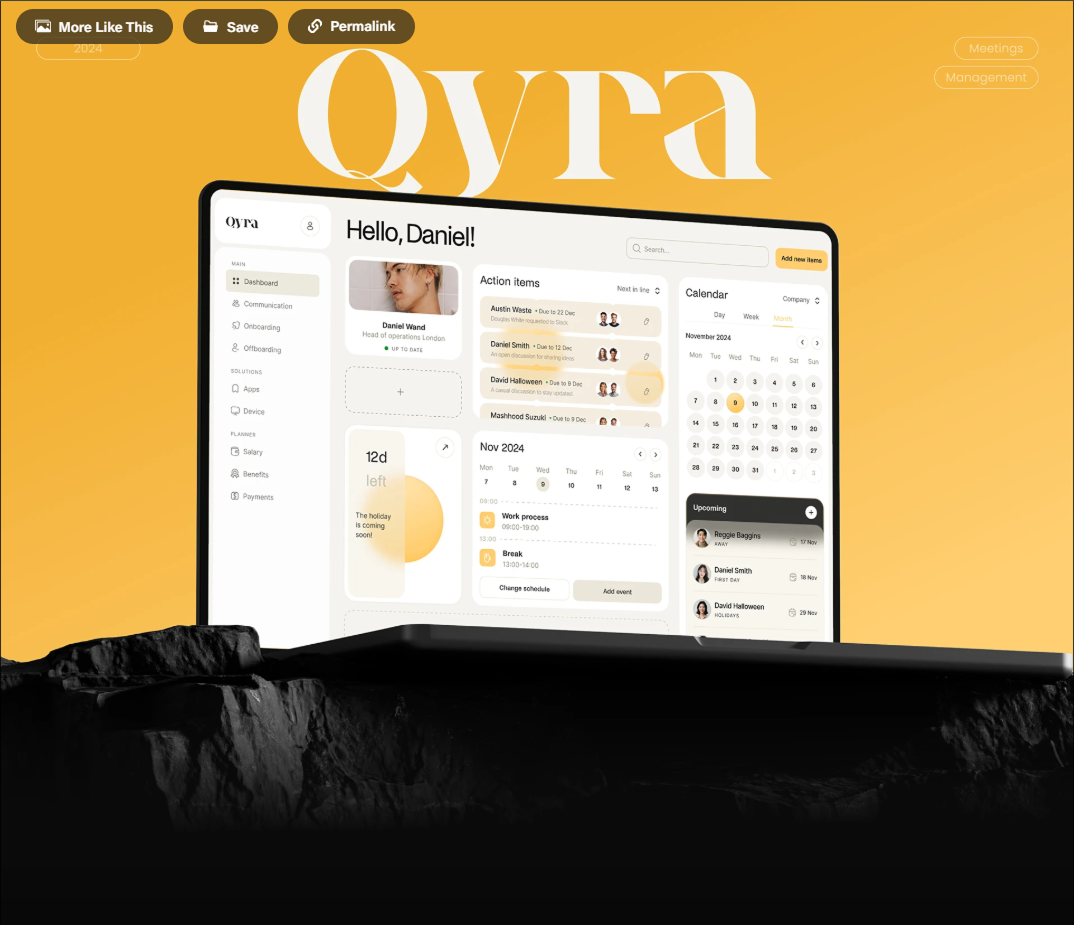 More Like This
Save
Permalink
2024
Meetings
Management
Qyra
Qyra
Hello, Daniel!
Search...
Add new items
MAIN
Dashboard
Communication
Onboarding
Offboarding
SOLUTIONS
Apps
Device
PLANNER
Salary
Benefits
Payments
Daniel Wand
Head of operations London
UP TO DATE
+
12d
left
The holiday
is coming
soon!
Action items
Next in line
Austin Waste • Due to 22 Dec
Douglas White requested to Slack
Daniel Smith • Due to 12 Dec
An open discussion for sharing ideas
David Halloween • Due to 9 Dec
A casual discussion to stay updated
Mashhood Suzuki • Due to 9 Dec
Nov 2024
Mon Tue Wed Thu Fri Sat Sun
7 8 9 10 11 12 13
09:00
Work process
09:00-19:00
13:00
Break
13:00-14:00
Change schedule
Add event
Calendar
Company
Day Week Month
November 2024
Mon Tue Wed Thu Fri Sat Sun
1 2 3 4 5 6
7 8 9 10 11 12 13
14 15 16 17 18 19 20
21 22 23 24 25 26 27
28 29 30 31 1 2 3
Upcoming
+
Reggie Baggins
AWAY
17 Nov
Daniel Smith
FIRST DAY
18 Nov
David Halloween
HOLIDAYS
29 Nov